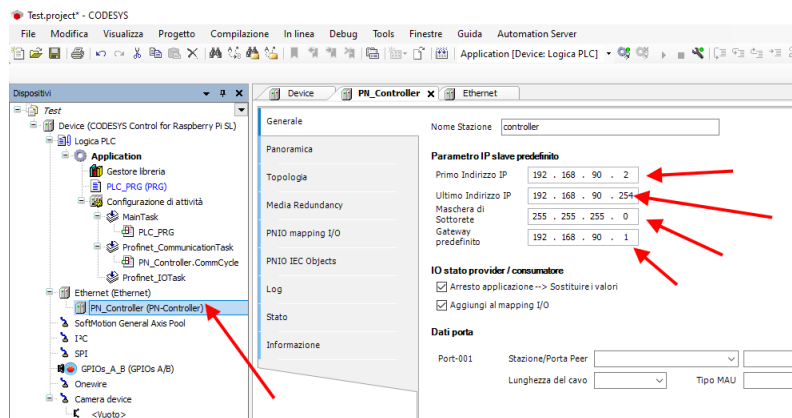 Test.project* - CODESYS
File Modifica Visualizza Progetto Compilazione In linea Debug Tools Finestre Guida Automation Server
Application [Device: Logica PLC]
Dispositivi
Device
PN_Controller
Ethernet
Test
Device (CODESYS Control for Raspberry Pi SL)
Logica PLC
Application
Gestore libreria
PLC_PRG (PRG)
Configurazione di attività
MainTask
PLC_PRG
Profinet_CommunicationTask
PN_Controller.CommCycle
Profinet_IOTask
Ethernet (Ethernet)
PN_Controller (PN-Controller)
SoftMotion General Axis Pool
I²C
SPI
GPIOs_A_B (GPIOs A/B)
Onewire
Camera device
<Vuoto>
Generale
Panoramica
Topologia
Media Redundancy
PNIO mapping I/O
PNIO IEC Objects
Log
Stato
Informazione
Nome Stazione controller
Parametro IP slave predefinito
Primo Indirizzo IP 192 . 168 . 90 . 2
Ultimo Indirizzo IP 192 . 168 . 90 . 254
Maschera di
Sottorete 255 . 255 . 255 . 0
Gateway
predefinito 192 . 168 . 90 . 1
IO stato provider / consumatore
Arresto applicazione --> Sostituire i valori
Aggiungi al mapping I/O
Dati porta
Port-001 Stazione/Porta Peer
Lunghezza del cavo Tipo MAU